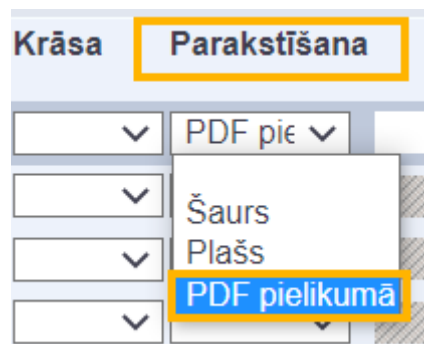 Krāsa Parakstīšana
PDF pie
Šaurs
Plašs
PDF pielikumā